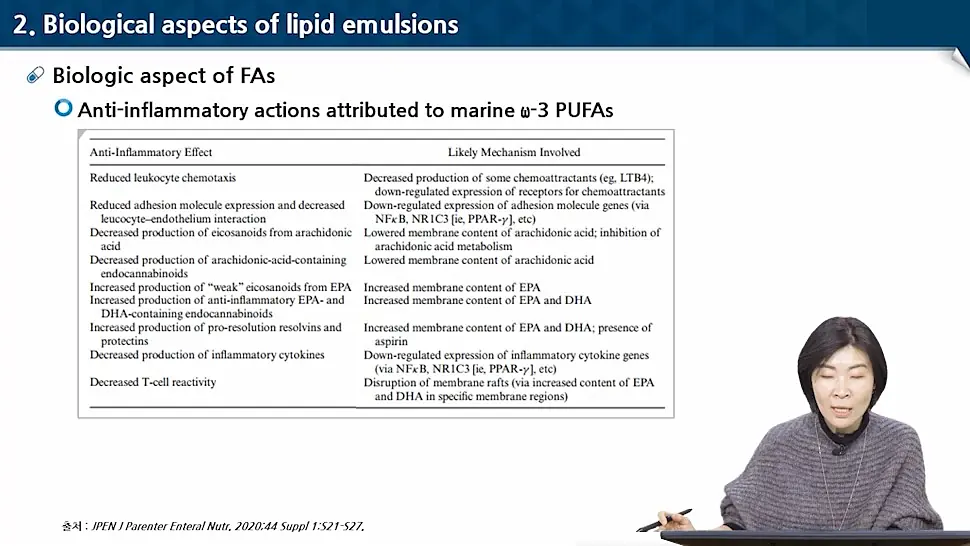 2. Biological aspects of lipid emulsions
Biologic aspect of FAs
Anti-inflammatory actions attributed to marine ω-3 PUFAs
Anti-Inflammatory Effect
Likely Mechanism Involved
Reduced leukocyte chemotaxis
Decreased production of some chemoattractants (eg, LTB4);
down-regulated expression of receptors for chemoattractants
Reduced adhesion molecule expression and decreased
leucocyte–endothelium interaction
Down-regulated expression of adhesion molecule genes (via
NFκB, NR1C3 [ie, PPAR-γ], etc)
Decreased production of eicosanoids from arachidonic
acid
Lowered membrane content of arachidonic acid; inhibition of
arachidonic acid metabolism
Decreased production of arachidonic-acid-containing
endocannabinoids
Lowered membrane content of arachidonic acid
Increased production of “weak” eicosanoids from EPA
Increased membrane content of EPA
Increased production of anti-inflammatory EPA- and
DHA-containing endocannabinoids
Increased membrane content of EPA and DHA
Increased production of pro-resolution resolvins and
protectins
Increased membrane content of EPA and DHA; presence of
aspirin
Decreased production of inflammatory cytokines
Down-regulated expression of inflammatory cytokine genes
(via NFκB, NR1C3 [ie, PPAR-γ], etc)
Decreased T-cell reactivity
Disruption of membrane rafts (via increased content of EPA
and DHA in specific membrane regions)
출처 : JPEN J Parenter Enteral Nutr. 2020;44 Suppl 1:S21-S27.